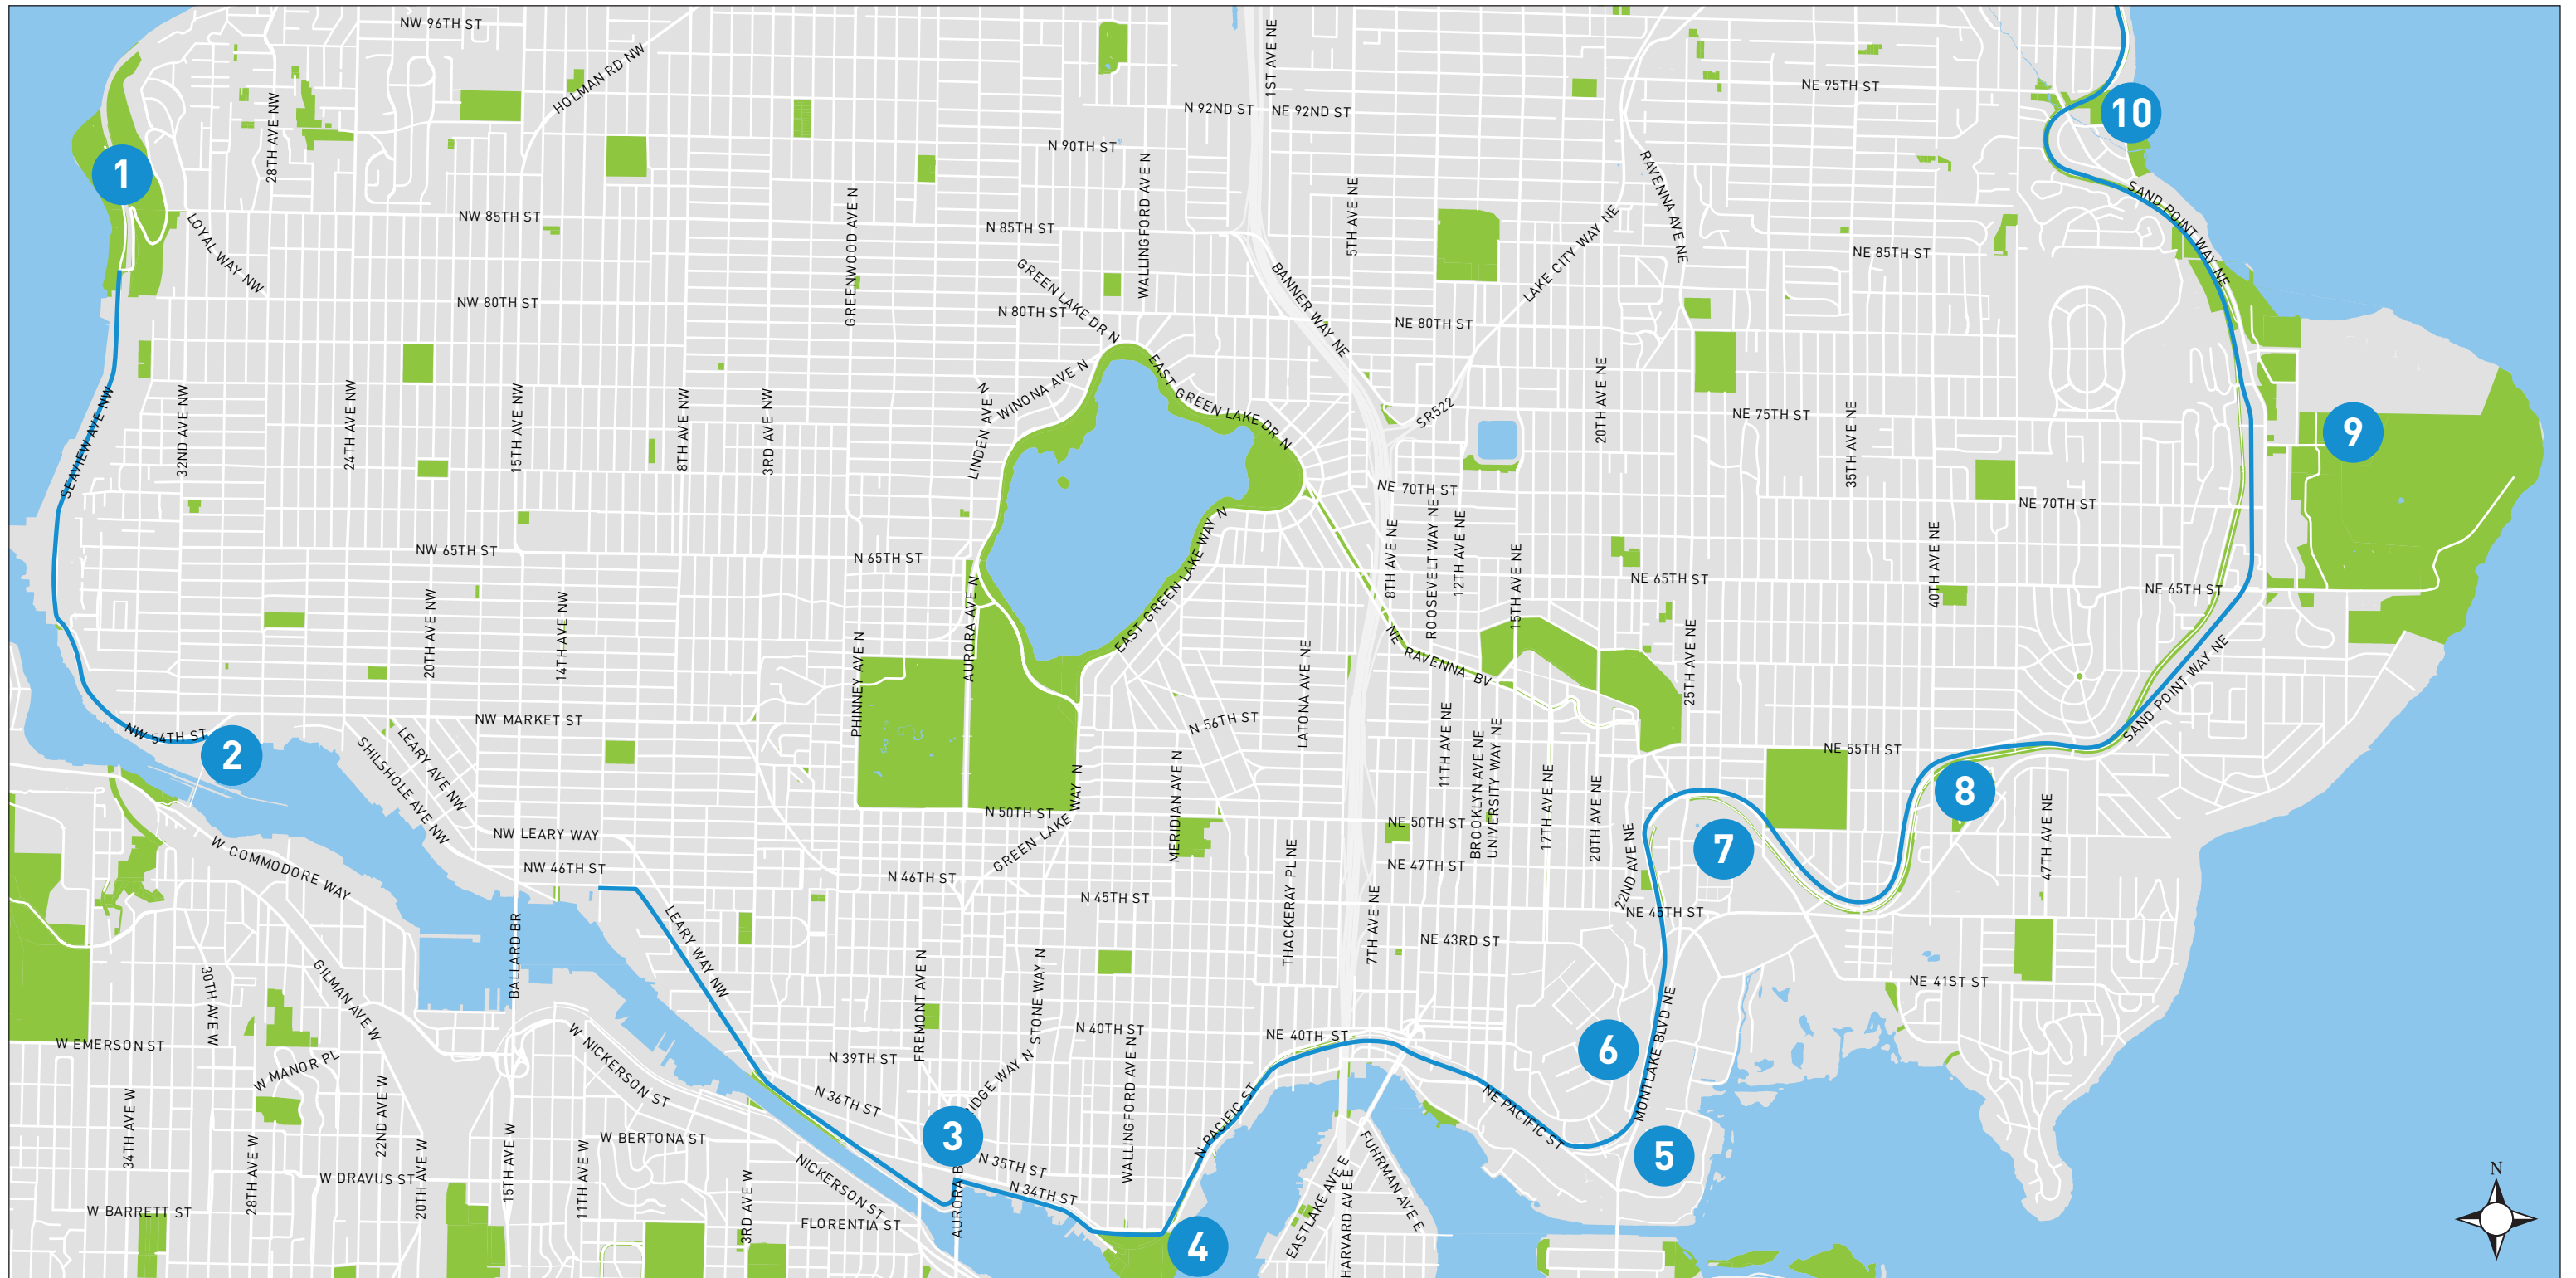 NW 96TH ST
HOLMAN RD NW
28TH AVE NW
1ST AVE NE
N 92ND ST
NE 92ND ST
NE 95TH ST
10
1
N 90TH ST
WALLINGFORD AVE N
RAVENNA AVE NE
LOYAL WAY NW
NW 85TH ST
GREENWOOD AVE N
N 85TH ST
5TH AVE NE
LAKE CITY WAY NE
NE 85TH ST
SAND POINT WAY NE
NW 80TH ST
GREEN LAKE DR N
N 80TH ST
BANNER WAY NE
NE 80TH ST
SEAVIEW AVE NW
32ND AVE NW
24TH AVE NW
15TH AVE NW
8TH AVE NW
3RD AVE NW
LINDEN AVE N
WINONA AVE N
EAST GREEN LAKE DR N
SR522
20TH AVE NE
NE 75TH ST
35TH AVE NE
9
NE 70TH ST
NE 70TH ST
NW 65TH ST
N 65TH ST
EAST GREEN LAKE WAY N
8TH AVE NE
ROOSEVELT WAY NE
12TH AVE NE
15TH AVE NE
NE 65TH ST
40TH AVE NE
NE 65TH ST
20TH AVE NW
14TH AVE NW
PHINNEY AVE N
AURORA AVE N
LATONA AVE NE
NE RAVENNA BV
25TH AVE NE
SAND POINT WAY NE
NW 54TH ST
2
NW MARKET ST
LEARY AVE NW
SHILSHOLE AVE NW
N 56TH ST
11TH AVE NE
BROOKLYN AVE NE
UNIVERSITY WAY NE
17TH AVE NE
20TH AVE NE
NE 55TH ST
8
W COMMODORE WAY
NW LEARY WAY
NW 46TH ST
N 50TH ST
GREEN LAKE WAY N
N 46TH ST
MERIDIAN AVE N
NE 50TH ST
NE 47TH ST
22ND AVE NE
7
47TH AVE NE
N 45TH ST
THACKERAY PL NE
7TH AVE NE
NE 45TH ST
NE 43RD ST
BALLARD BR
LEARY WAY NW
FREMONT AVE N
STONE WAY N
NE 41ST ST
30TH AVE W
GILMAN AVE W
W EMERSON ST
W MANOR PL
W NICKERSON ST
N 39TH ST
N 40TH ST
NE 40TH ST
6
MONTLAKE BLVD NE
34TH AVE W
28TH AVE W
22ND AVE W
20TH AVE W
15TH AVE W
11TH AVE W
W BERTONA ST
N 36TH ST
3
WALLINGFORD AVE N
N PACIFIC ST
NE PACIFIC ST
5
W DRAVUS ST
3RD AVE W
NICKERSON ST
N 35TH ST
N 34TH ST
W BARRETT ST
FLORENTIA ST
4
EASTLAKE AVE E
HARVARD AVE E
FUHRMAN AVE E
N